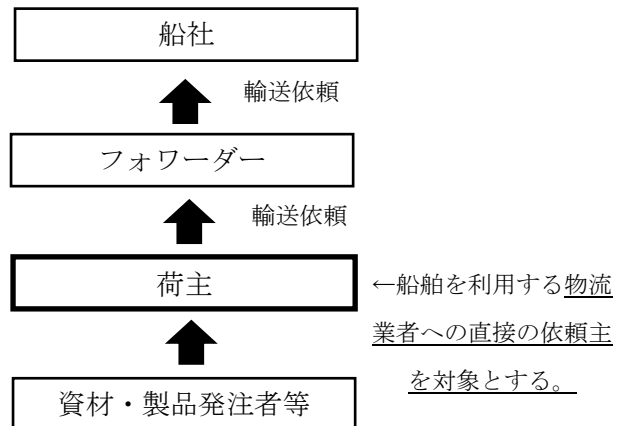 船社
輸送依頼
フォワーダー
輸送依頼
荷主
←船舶を利用する物流
業者への直接の依頼主
を対象とする。
資材・製品発注者等